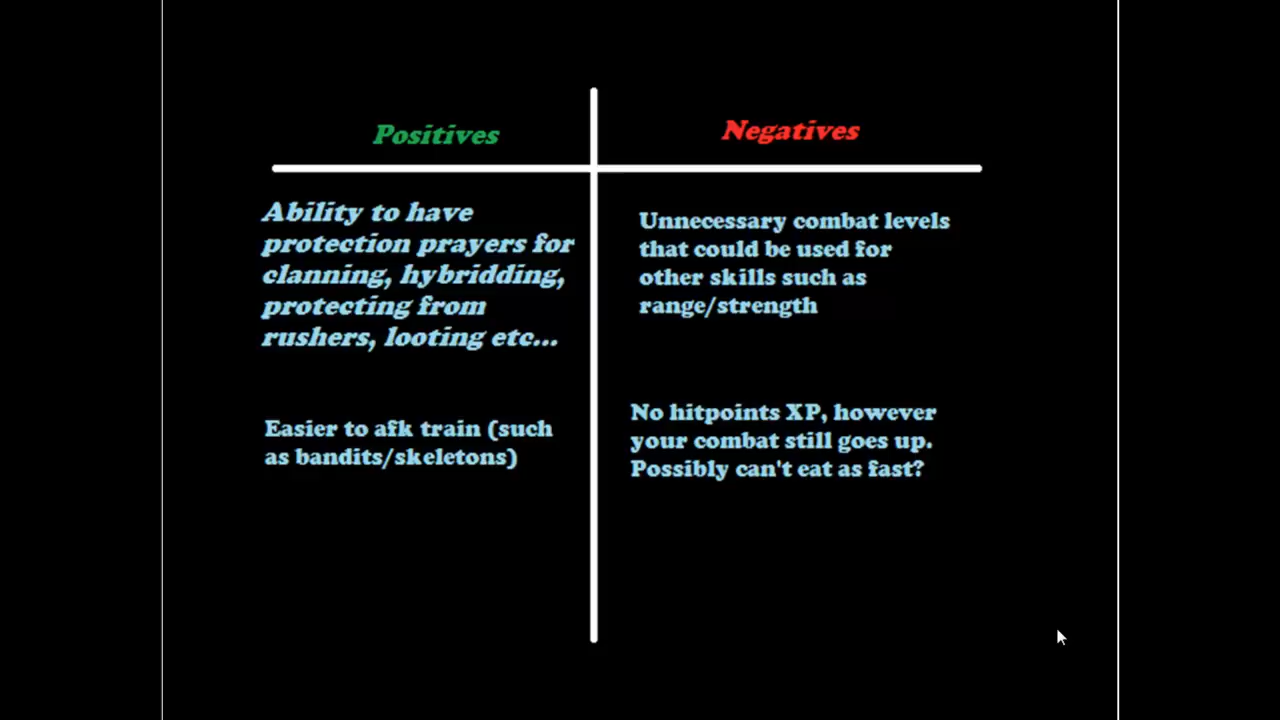 Positives
Negatives
Ability to have
protection prayers for
clanning, hybridding,
protecting from
rushers, looting etc...
Easier to afk train (such
as bandits/skeletons)
Unnecessary combat levels
that could be used for
other skills such as
range/strength
No hitpoints XP, however
your combat still goes up.
Possibly can't eat as fast?